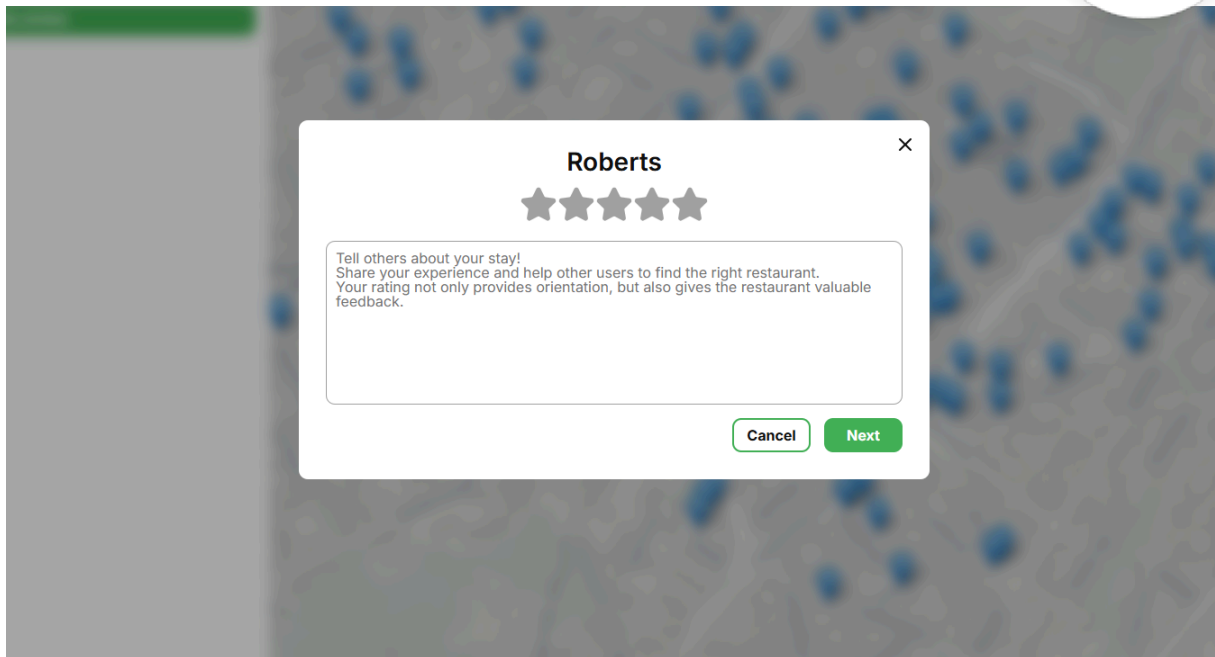 Roberts
Tell others about your stay!
Share your experience and help other users to find the right restaurant.
Your rating not only provides orientation, but also gives the restaurant valuable
feedback.
Cancel
Next